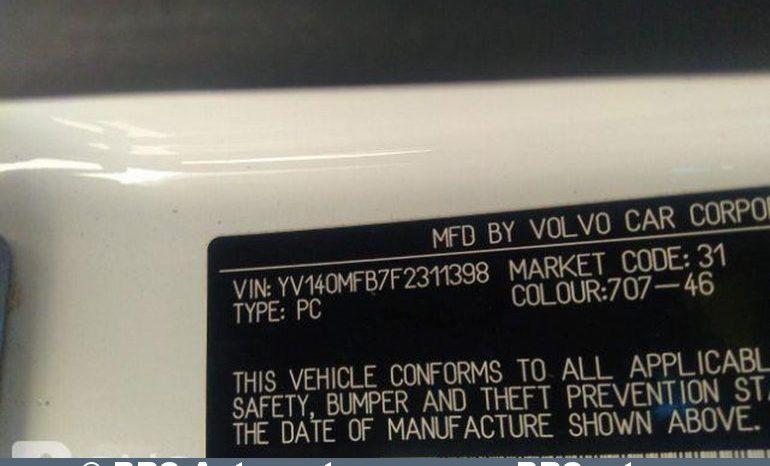 MFD BY VOLVO CAR
VIN: YV140MFB7F2311398 MARKET CODE: 31
TYPE: PC COLOUR:707-46
THIS VEHICLE CONFORMS TO ALL
SAFETY, BUMPER AND THEFT PREVENTION
THE DATE OF MANUFACTURE SHOWN ABOVE.